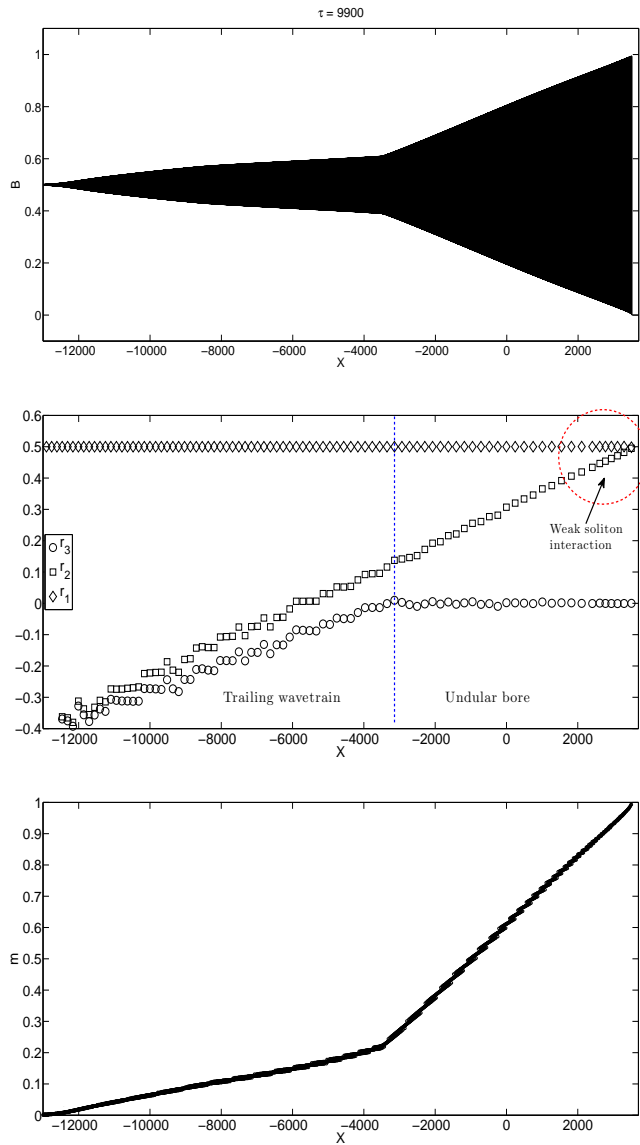 τ = 9900
1
0.8
0.6
0.4
0.2
0
B
−12000 −10000 −8000 −6000 −4000 −2000 0 2000
X
0.6
0.5
0.4
0.3
0.2
0.1
0
−0.1
−0.2
−0.3
−0.4
r3
r2
r1
Weak soliton
interaction
Trailing wavetrain
Undular bore
−12000 −10000 −8000 −6000 −4000 −2000 0 2000
X
1
0.9
0.8
0.7
0.6
0.5
0.4
0.3
0.2
0.1
0
m
−12000 −10000 −8000 −6000 −4000 −2000 0 2000
X